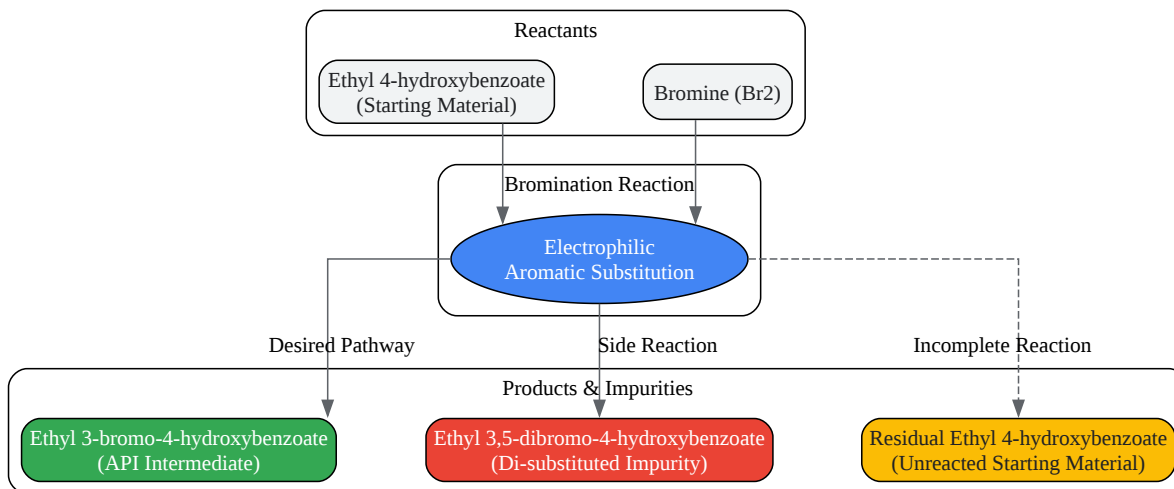 Reactants
Ethyl 4-hydroxybenzoate
(Starting Material)
Bromine (Br2)
Bromination Reaction
Electrophilic
Aromatic Substitution
Desired Pathway
Side Reaction
Incomplete Reaction
Products & Impurities
Ethyl 3-bromo-4-hydroxybenzoate
(API Intermediate)
Ethyl 3,5-dibromo-4-hydroxybenzoate
(Di-substituted Impurity)
Residual Ethyl 4-hydroxybenzoate
(Unreacted Starting Material)